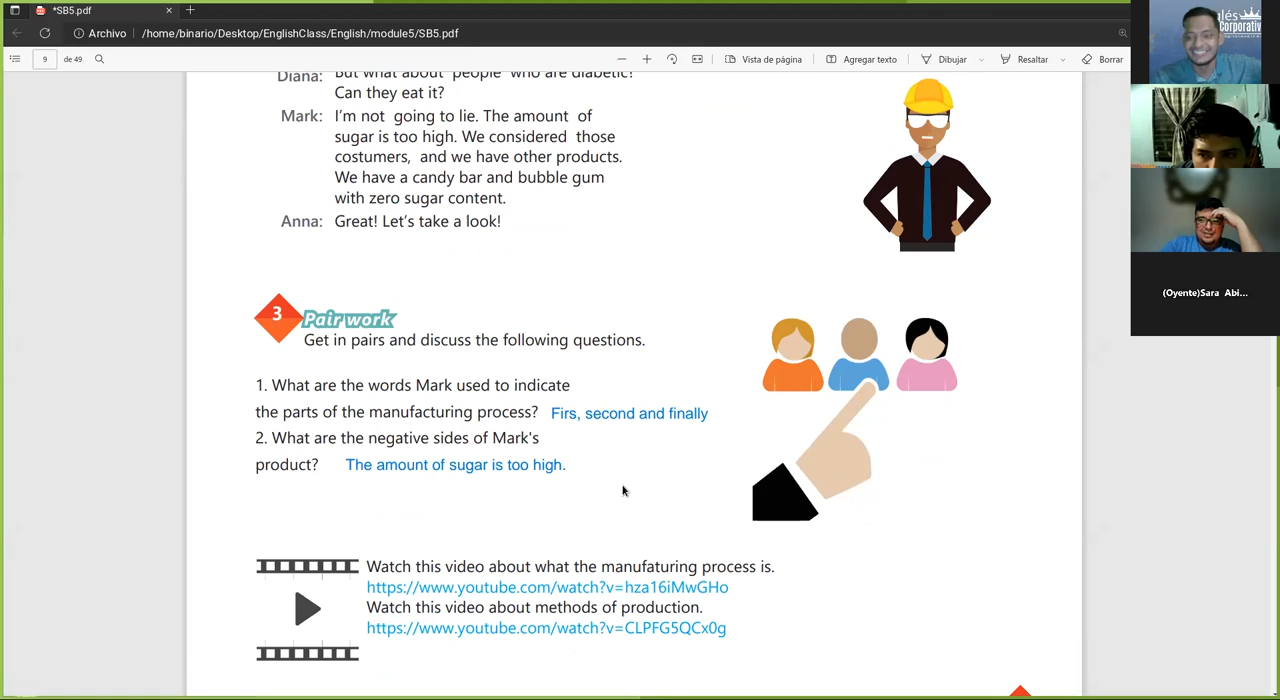 *SB5.pdf
Archivo /home/binario/Desktop/EnglishClass/English/module5/SB5.pdf
9 de 49 Vista de página Agregar texto Dibujar Resaltar Borrar
Diana: But what about people who are diabetic?
Can they eat it?
Mark: I'm not going to lie. The amount of
sugar is too high. We considered those
costumers, and we have other products.
We have a candy bar and bubble gum
with zero sugar content.
Anna: Great! Let's take a look!
3 Pair work
Get in pairs and discuss the following questions.
1. What are the words Mark used to indicate
the parts of the manufacturing process? Firs, second and finally
2. What are the negative sides of Mark's
product? The amount of sugar is too high.
Watch this video about what the manufaturing process is.
https://www.youtube.com/watch?v=hza16iMwGHo
Watch this video about methods of production.
https://www.youtube.com/watch?v=CLPFG5QCx0g
glés
Corporativ
(Oyente)Sara Abi...